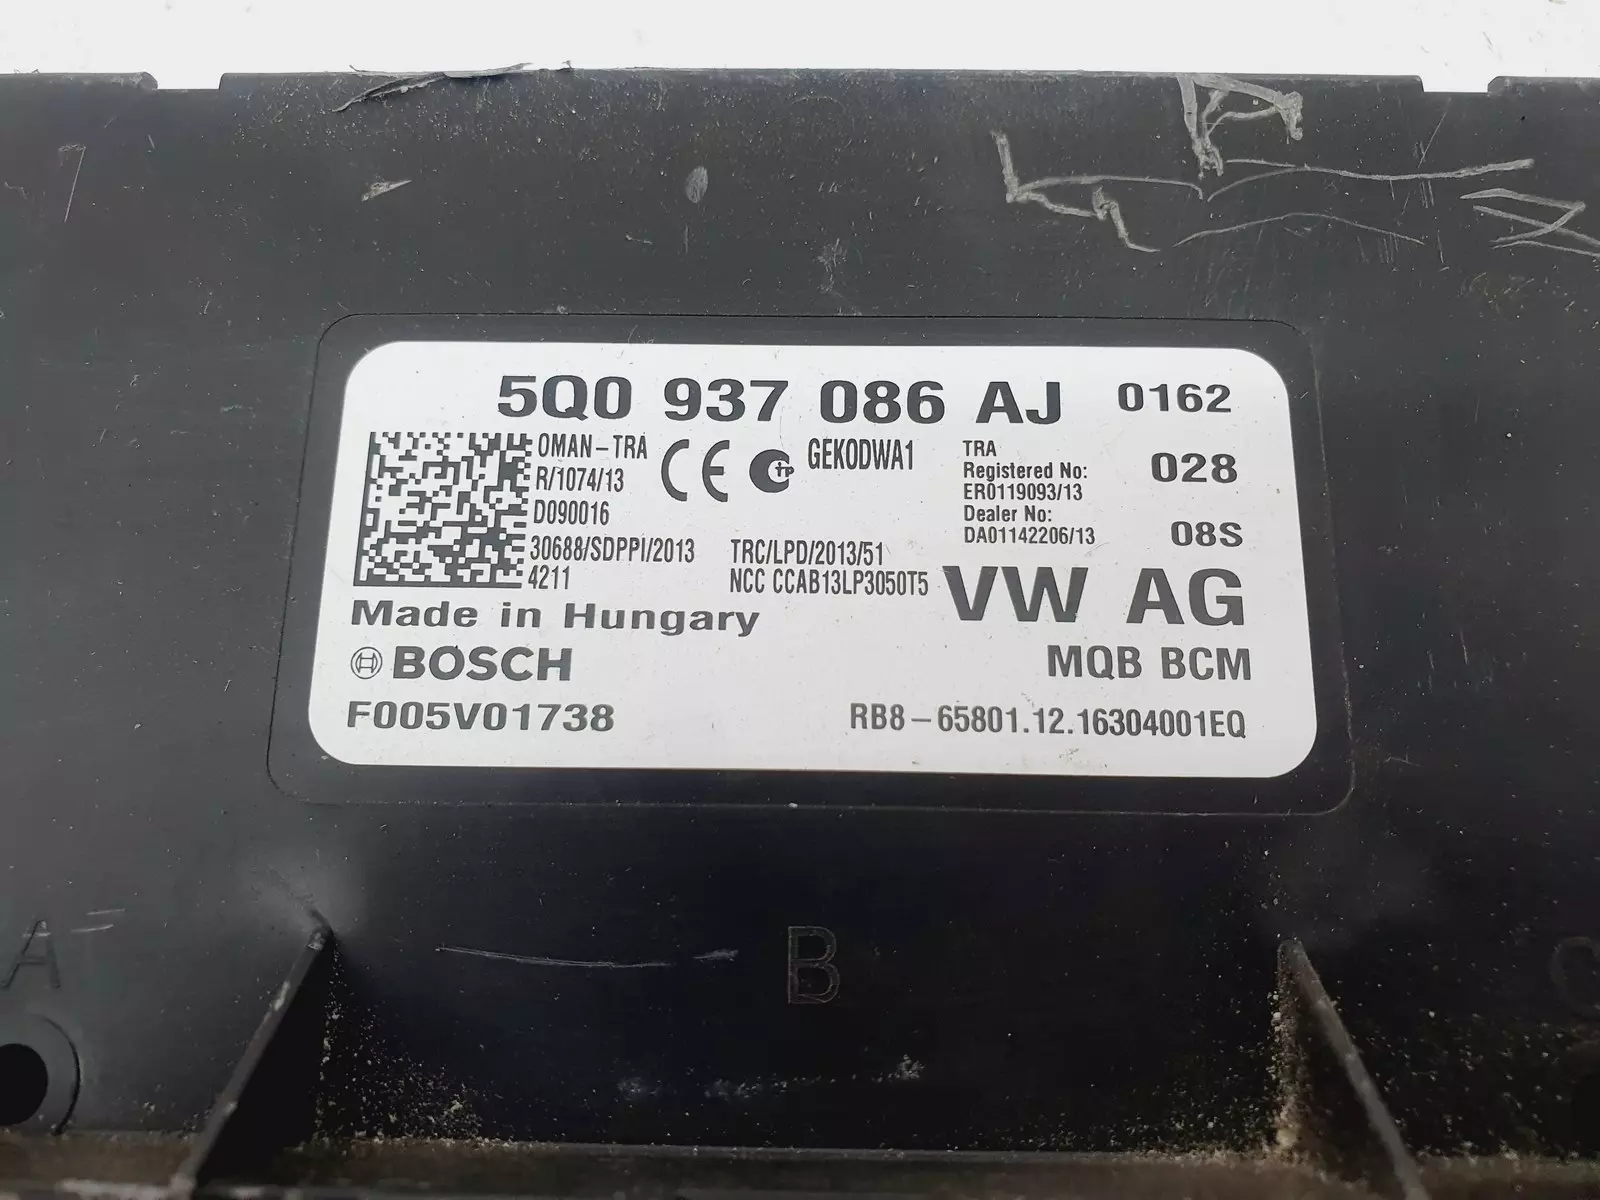 5Q0 937 086 AJ 0162
OMAN-TRA
R/1074/13
D090016
30688/SDPPI/2013
4211
CE
GEKODWA1
TRC/LPD/2013/51
NCC CCAB13LP3050T5
TRA
Registered No:
ER0119093/13
Dealer No:
DA01142206/13
028
08S
VW AG
Made in Hungary
BOSCH
MQB BCM
F005V01738
RB8-65801.12.16304001EQ
A
B
C